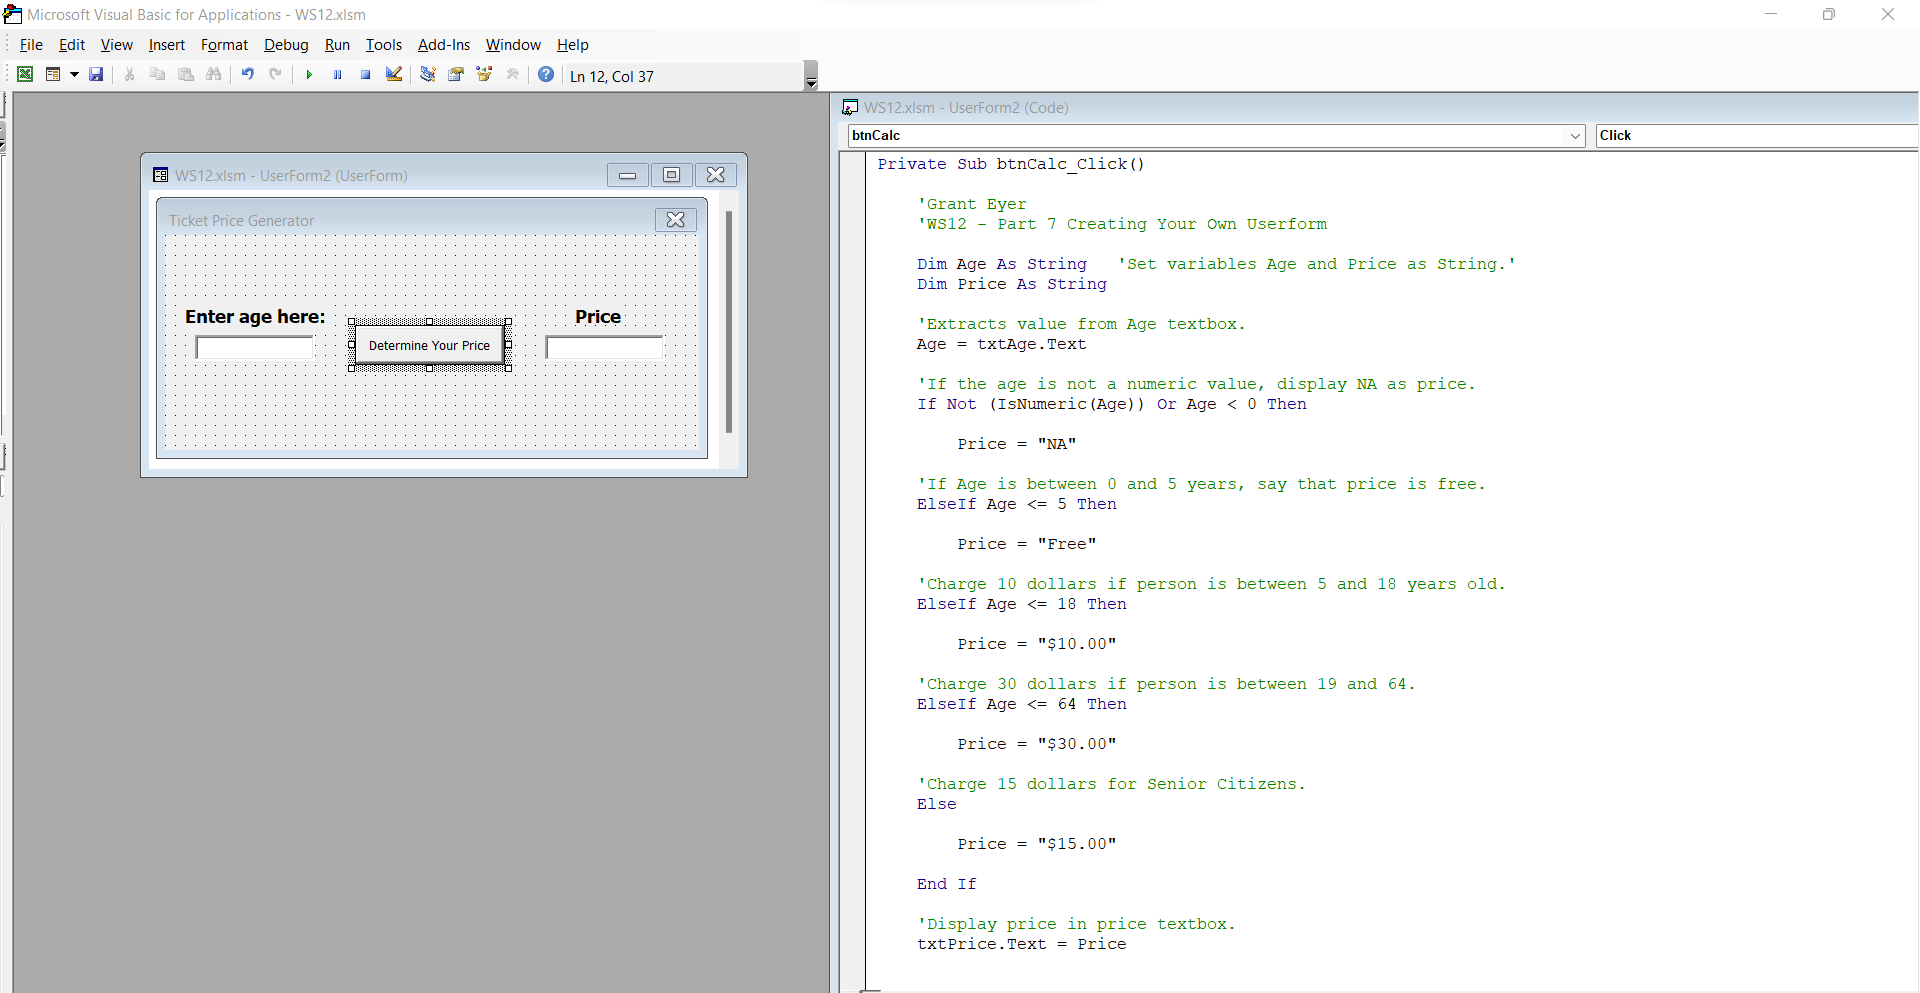 Microsoft Visual Basic for Applications - WS12.xlsm
File Edit View Insert Format Debug Run Tools Add-Ins Window Help
Ln 12, Col 37
WS12.xlsm - UserForm2 (UserForm)
Ticket Price Generator
Enter age here:
Determine Your Price
Price
WS12.xlsm - UserForm2 (Code)
btnCalc
Click
Private Sub btnCalc_Click()
'Grant Eyer
'WS12 - Part 7 Creating Your Own Userform
Dim Age As String 'Set variables Age and Price as String.'
Dim Price As String
'Extracts value from Age textbox.
Age = txtAge.Text
'If the age is not a numeric value, display NA as price.
If Not (IsNumeric(Age)) Or Age < 0 Then
Price = "NA"
'If Age is between 0 and 5 years, say that price is free.
ElseIf Age <= 5 Then
Price = "Free"
'Charge 10 dollars if person is between 5 and 18 years old.
ElseIf Age <= 18 Then
Price = "$10.00"
'Charge 30 dollars if person is between 19 and 64.
ElseIf Age <= 64 Then
Price = "$30.00"
'Charge 15 dollars for Senior Citizens.
Else
Price = "$15.00"
End If
'Display price in price textbox.
txtPrice.Text = Price